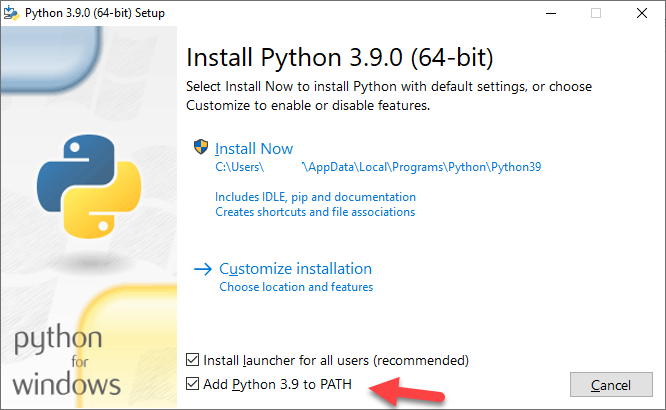 Python 3.9.0 (64-bit) Setup
Install Python 3.9.0 (64-bit)
Select Install Now to install Python with default settings, or choose
Customize to enable or disable features.
Install Now
C:\Users\ \AppData\Local\Programs\Python\Python39
Includes IDLE, pip and documentation
Creates shortcuts and file associations
Customize installation
Choose location and features
python
for
windows
Install launcher for all users (recommended)
Add Python 3.9 to PATH
Cancel